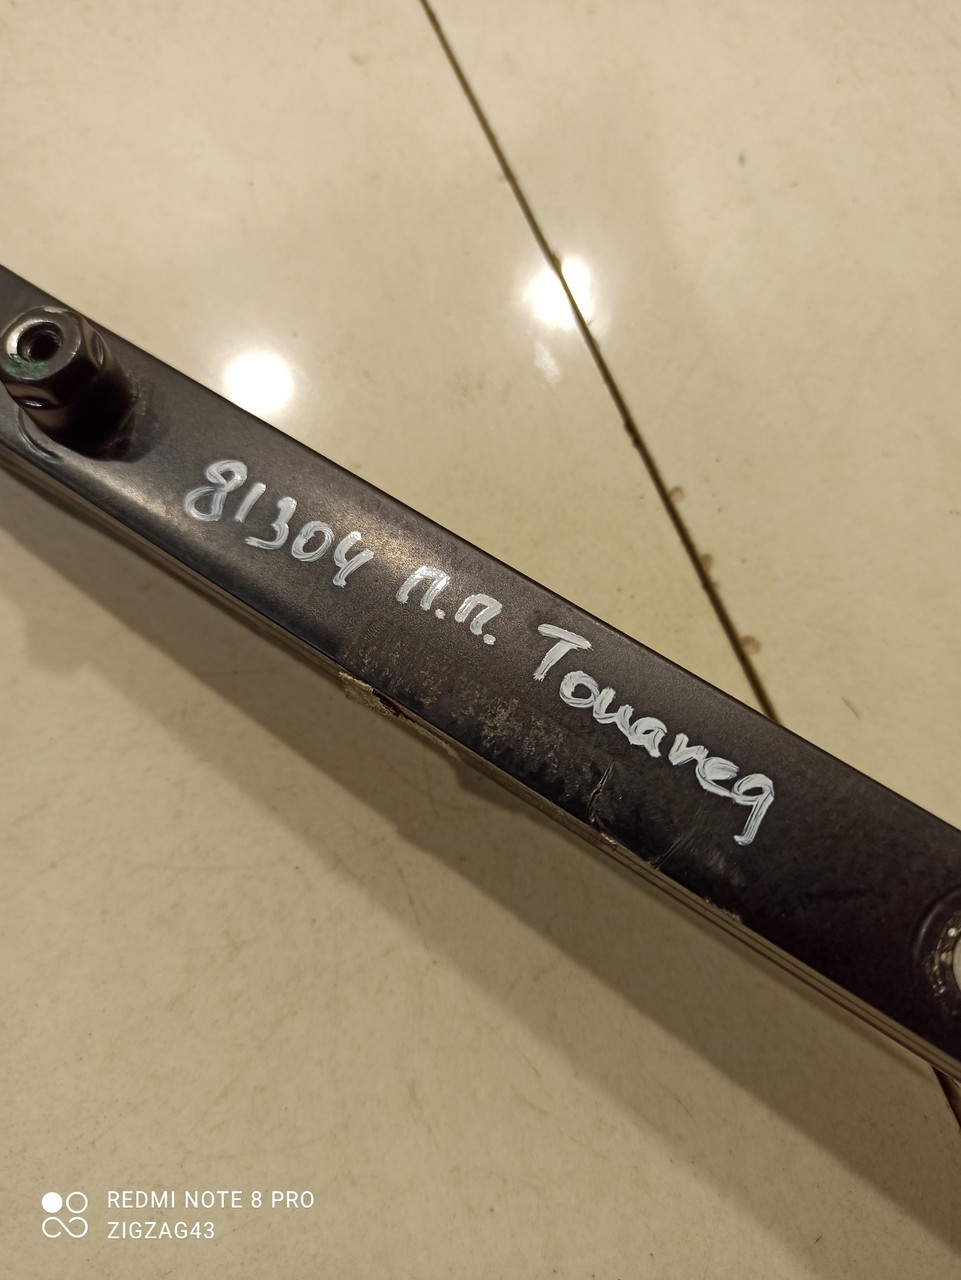 81304 п.п. Touareg
REDMI NOTE 8 PRO
ZIGZAG43